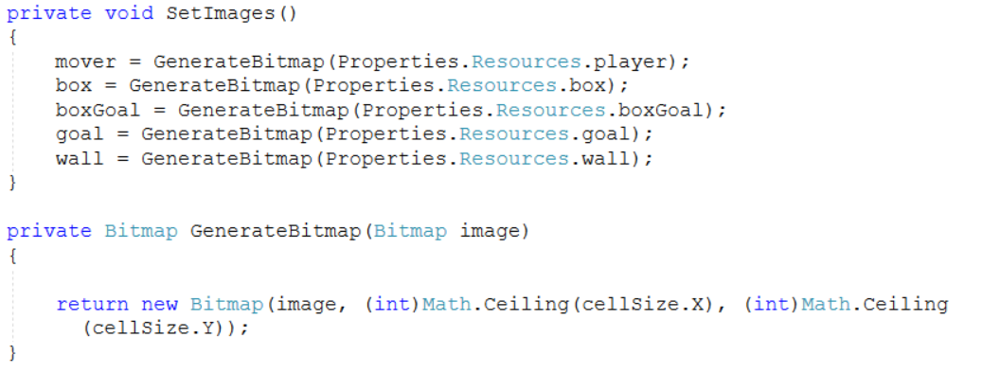 private void SetImages()
{
mover = GenerateBitmap(Properties.Resources.player);
box = GenerateBitmap(Properties.Resources.box);
boxGoal = GenerateBitmap(Properties.Resources.boxGoal);
goal = GenerateBitmap(Properties.Resources.goal);
wall = GenerateBitmap(Properties.Resources.wall);
}
private Bitmap GenerateBitmap(Bitmap image)
{
return new Bitmap(image, (int)Math.Ceiling(cellSize.X), (int)Math.Ceiling
(cellSize.Y));
}